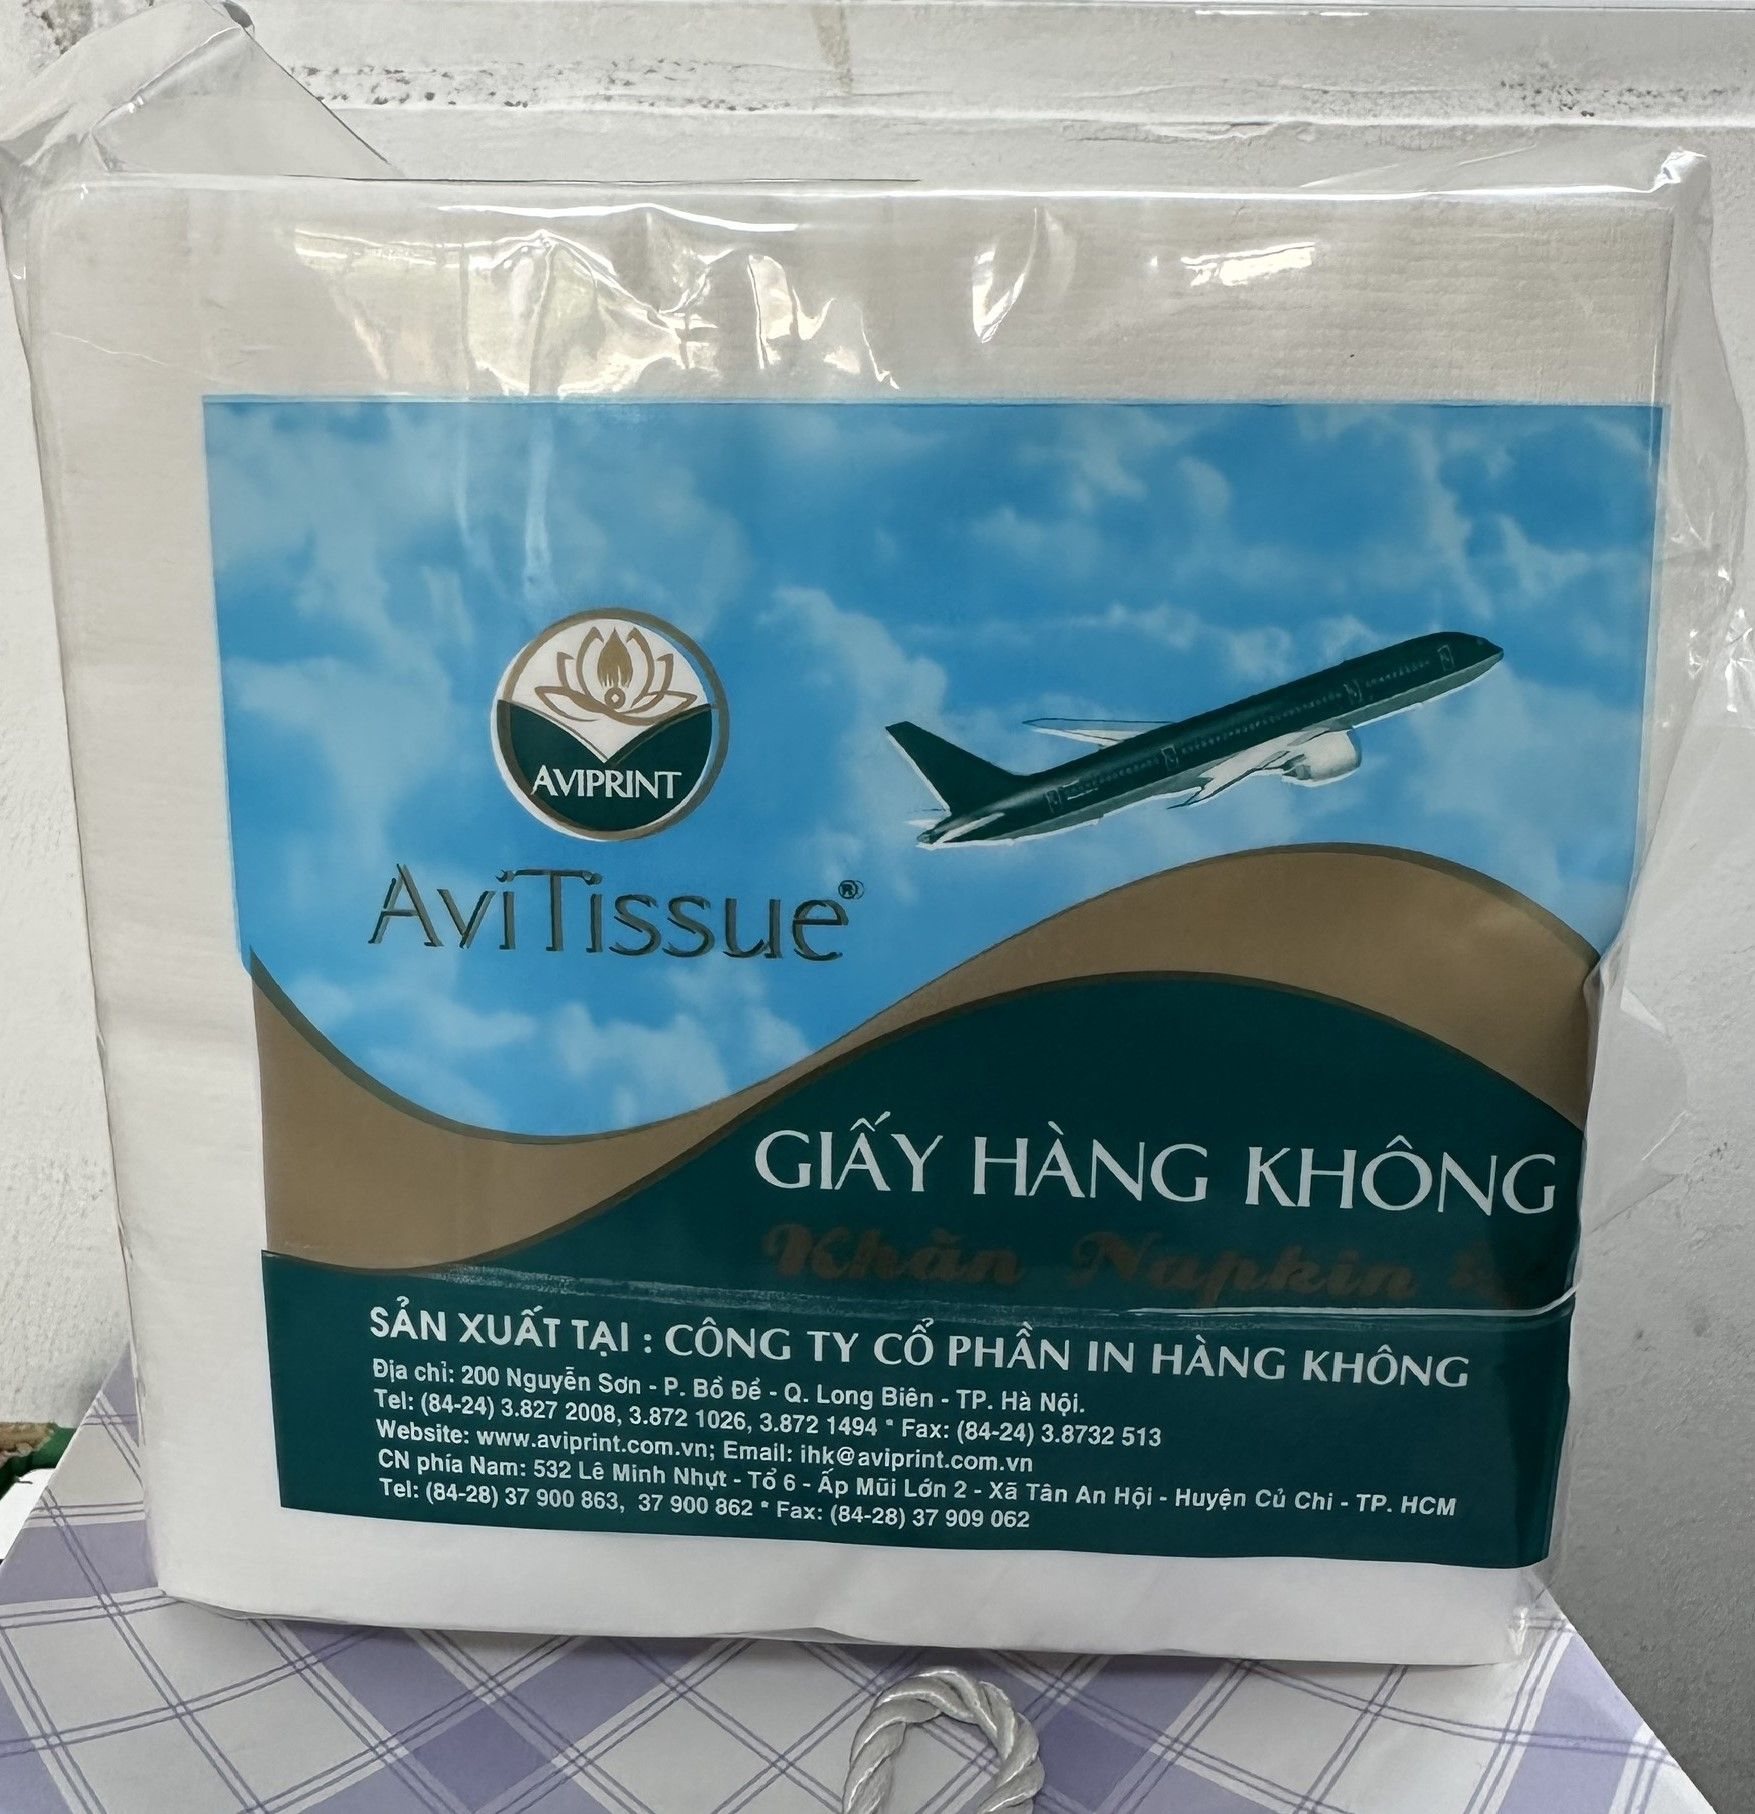 AVIPRINT
AviTissue®
GIẤY HÀNG KHÔNG
Khăn Napkin
SẢN XUẤT TẠI : CÔNG TY CỔ PHẦN IN HÀNG KHÔNG
Địa chỉ: 200 Nguyễn Sơn - P. Bồ Đề - Q. Long Biên - TP. Hà Nội.
Tel: (84-24) 3.827 2008, 3.872 1026, 3.872 1494 * Fax: (84-24) 3.8732 513
Website: www.aviprint.com.vn; Email: ihk@aviprint.com.vn
CN phía Nam: 532 Lê Minh Nhựt - Tổ 6 - Ấp Mũi Lớn 2 - Xã Tân An Hội - Huyện Củ Chi - TP. HCM
Tel: (84-28) 37 900 863, 37 900 862 * Fax: (84-28) 37 909 062